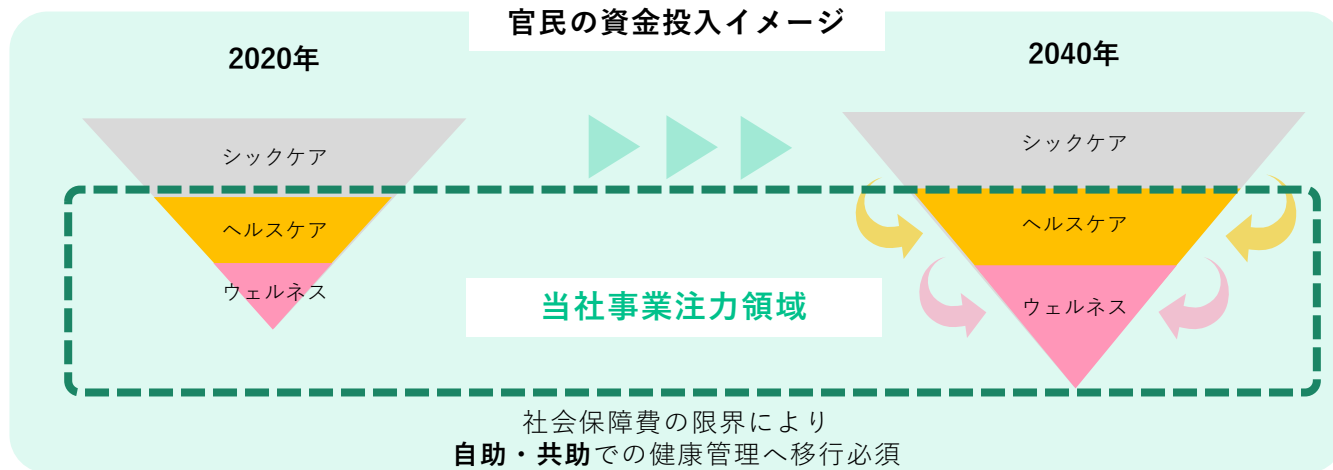 官民の資金投入イメージ
2020年
2040年
シックケア
ヘルスケア
ウェルネス
シックケア
ヘルスケア
ウェルネス
当社事業注力領域
社会保障費の限界により
自助・共助での健康管理へ移行必須